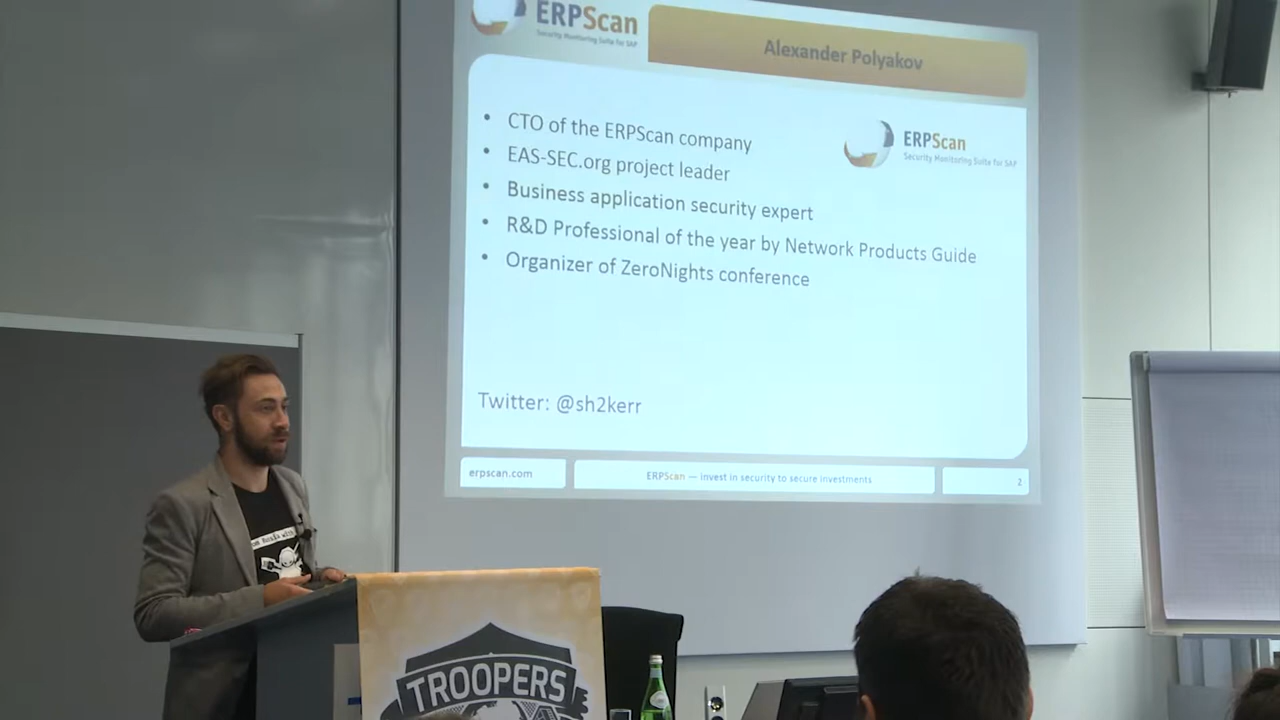 ERPScan
Security Monitoring Suite for SAP
Alexander Polyakov
• CTO of the ERPScan company
• EAS-SEC.org project leader
• Business application security expert
• R&D Professional of the year by Network Products Guide
• Organizer of ZeroNights conference
ERPScan
Security Monitoring Suite for SAP
Twitter: @sh2kerr
erpscan.com
ERPScan — invest in security to secure investments
2
TROOPERS